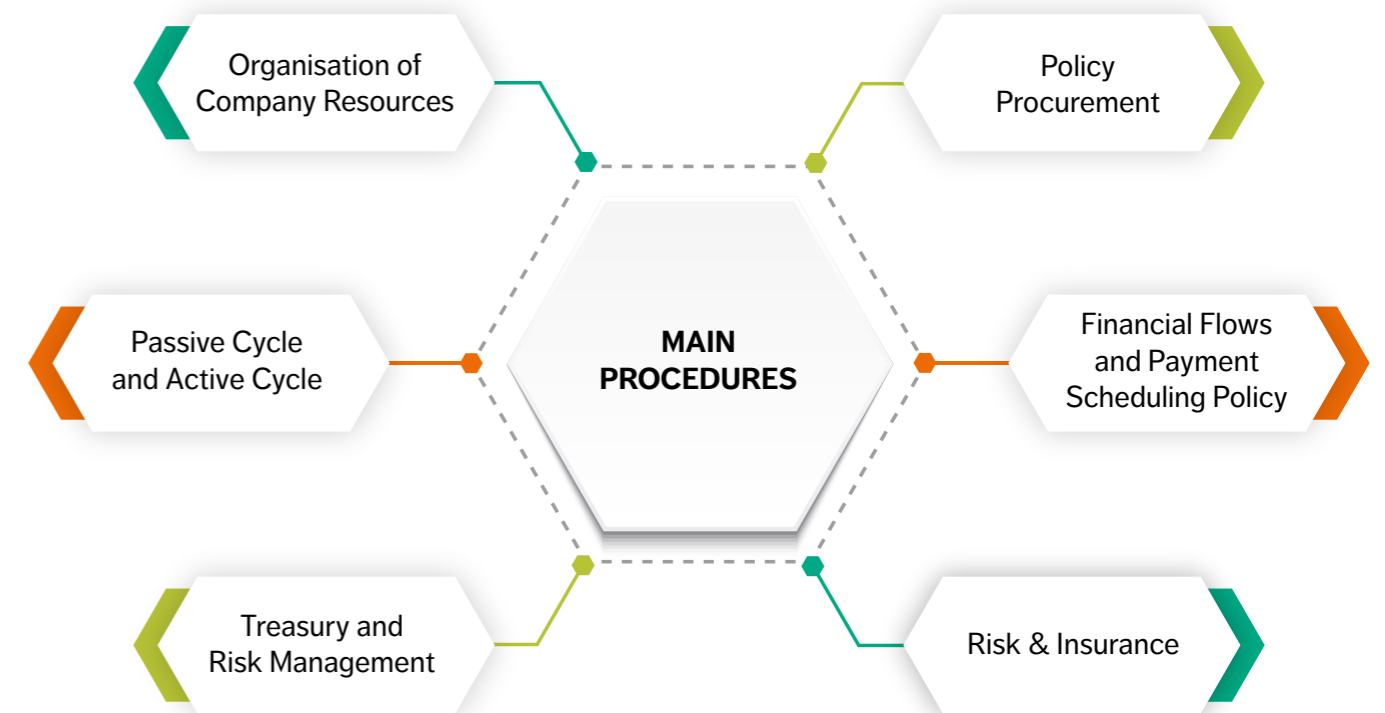 Organisation of
Company Resources
Policy
Procurement
Passive Cycle
and Active Cycle
MAIN
PROCEDURES
Financial Flows
and Payment
Scheduling Policy
Treasury and
Risk Management
Risk & Insurance